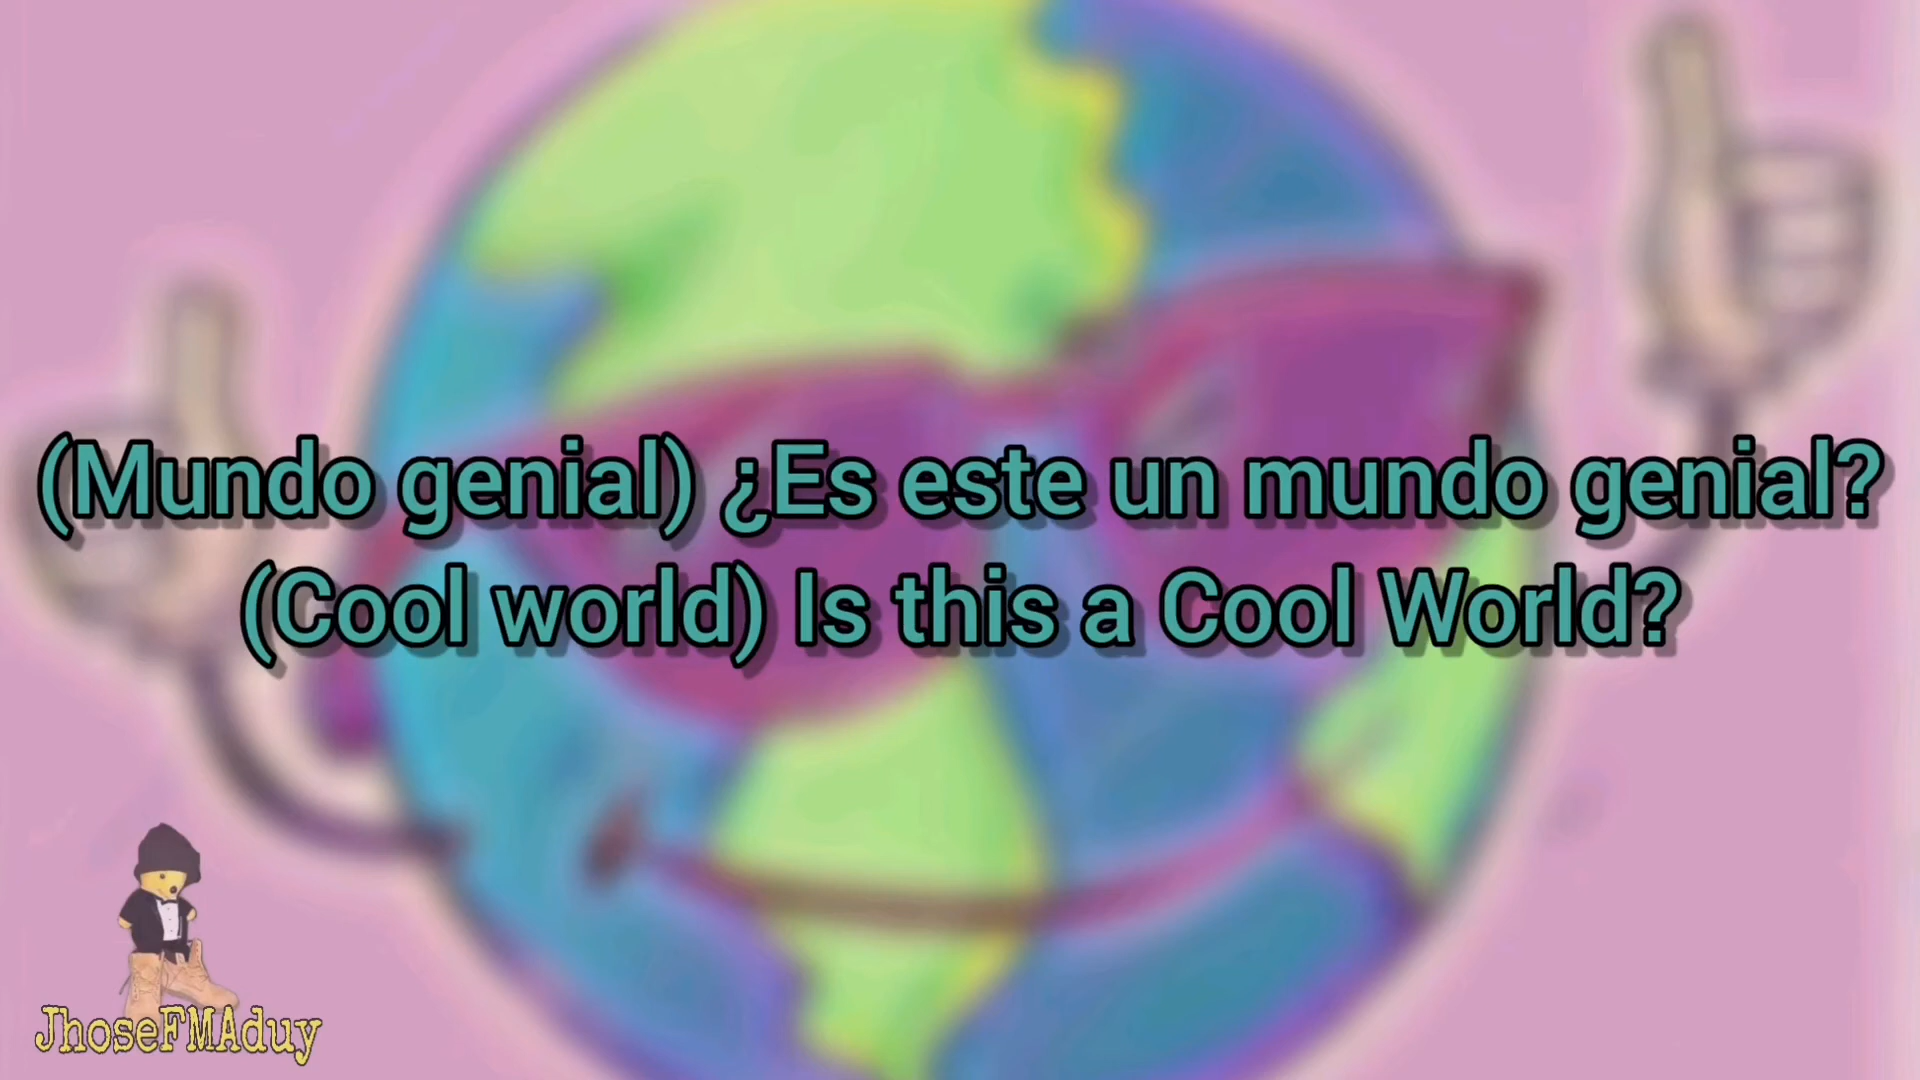 (Mundo genial) ¿Es este un mundo genial?
(Cool world) Is this a Cool World?
JhoseFMAduy